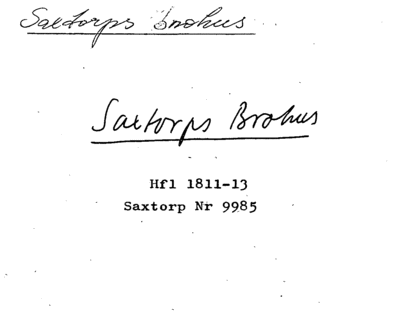 Saxtorps brohus
Saxtorps Brohus
Hfl 1811-13
Saxtorp Nr 9985